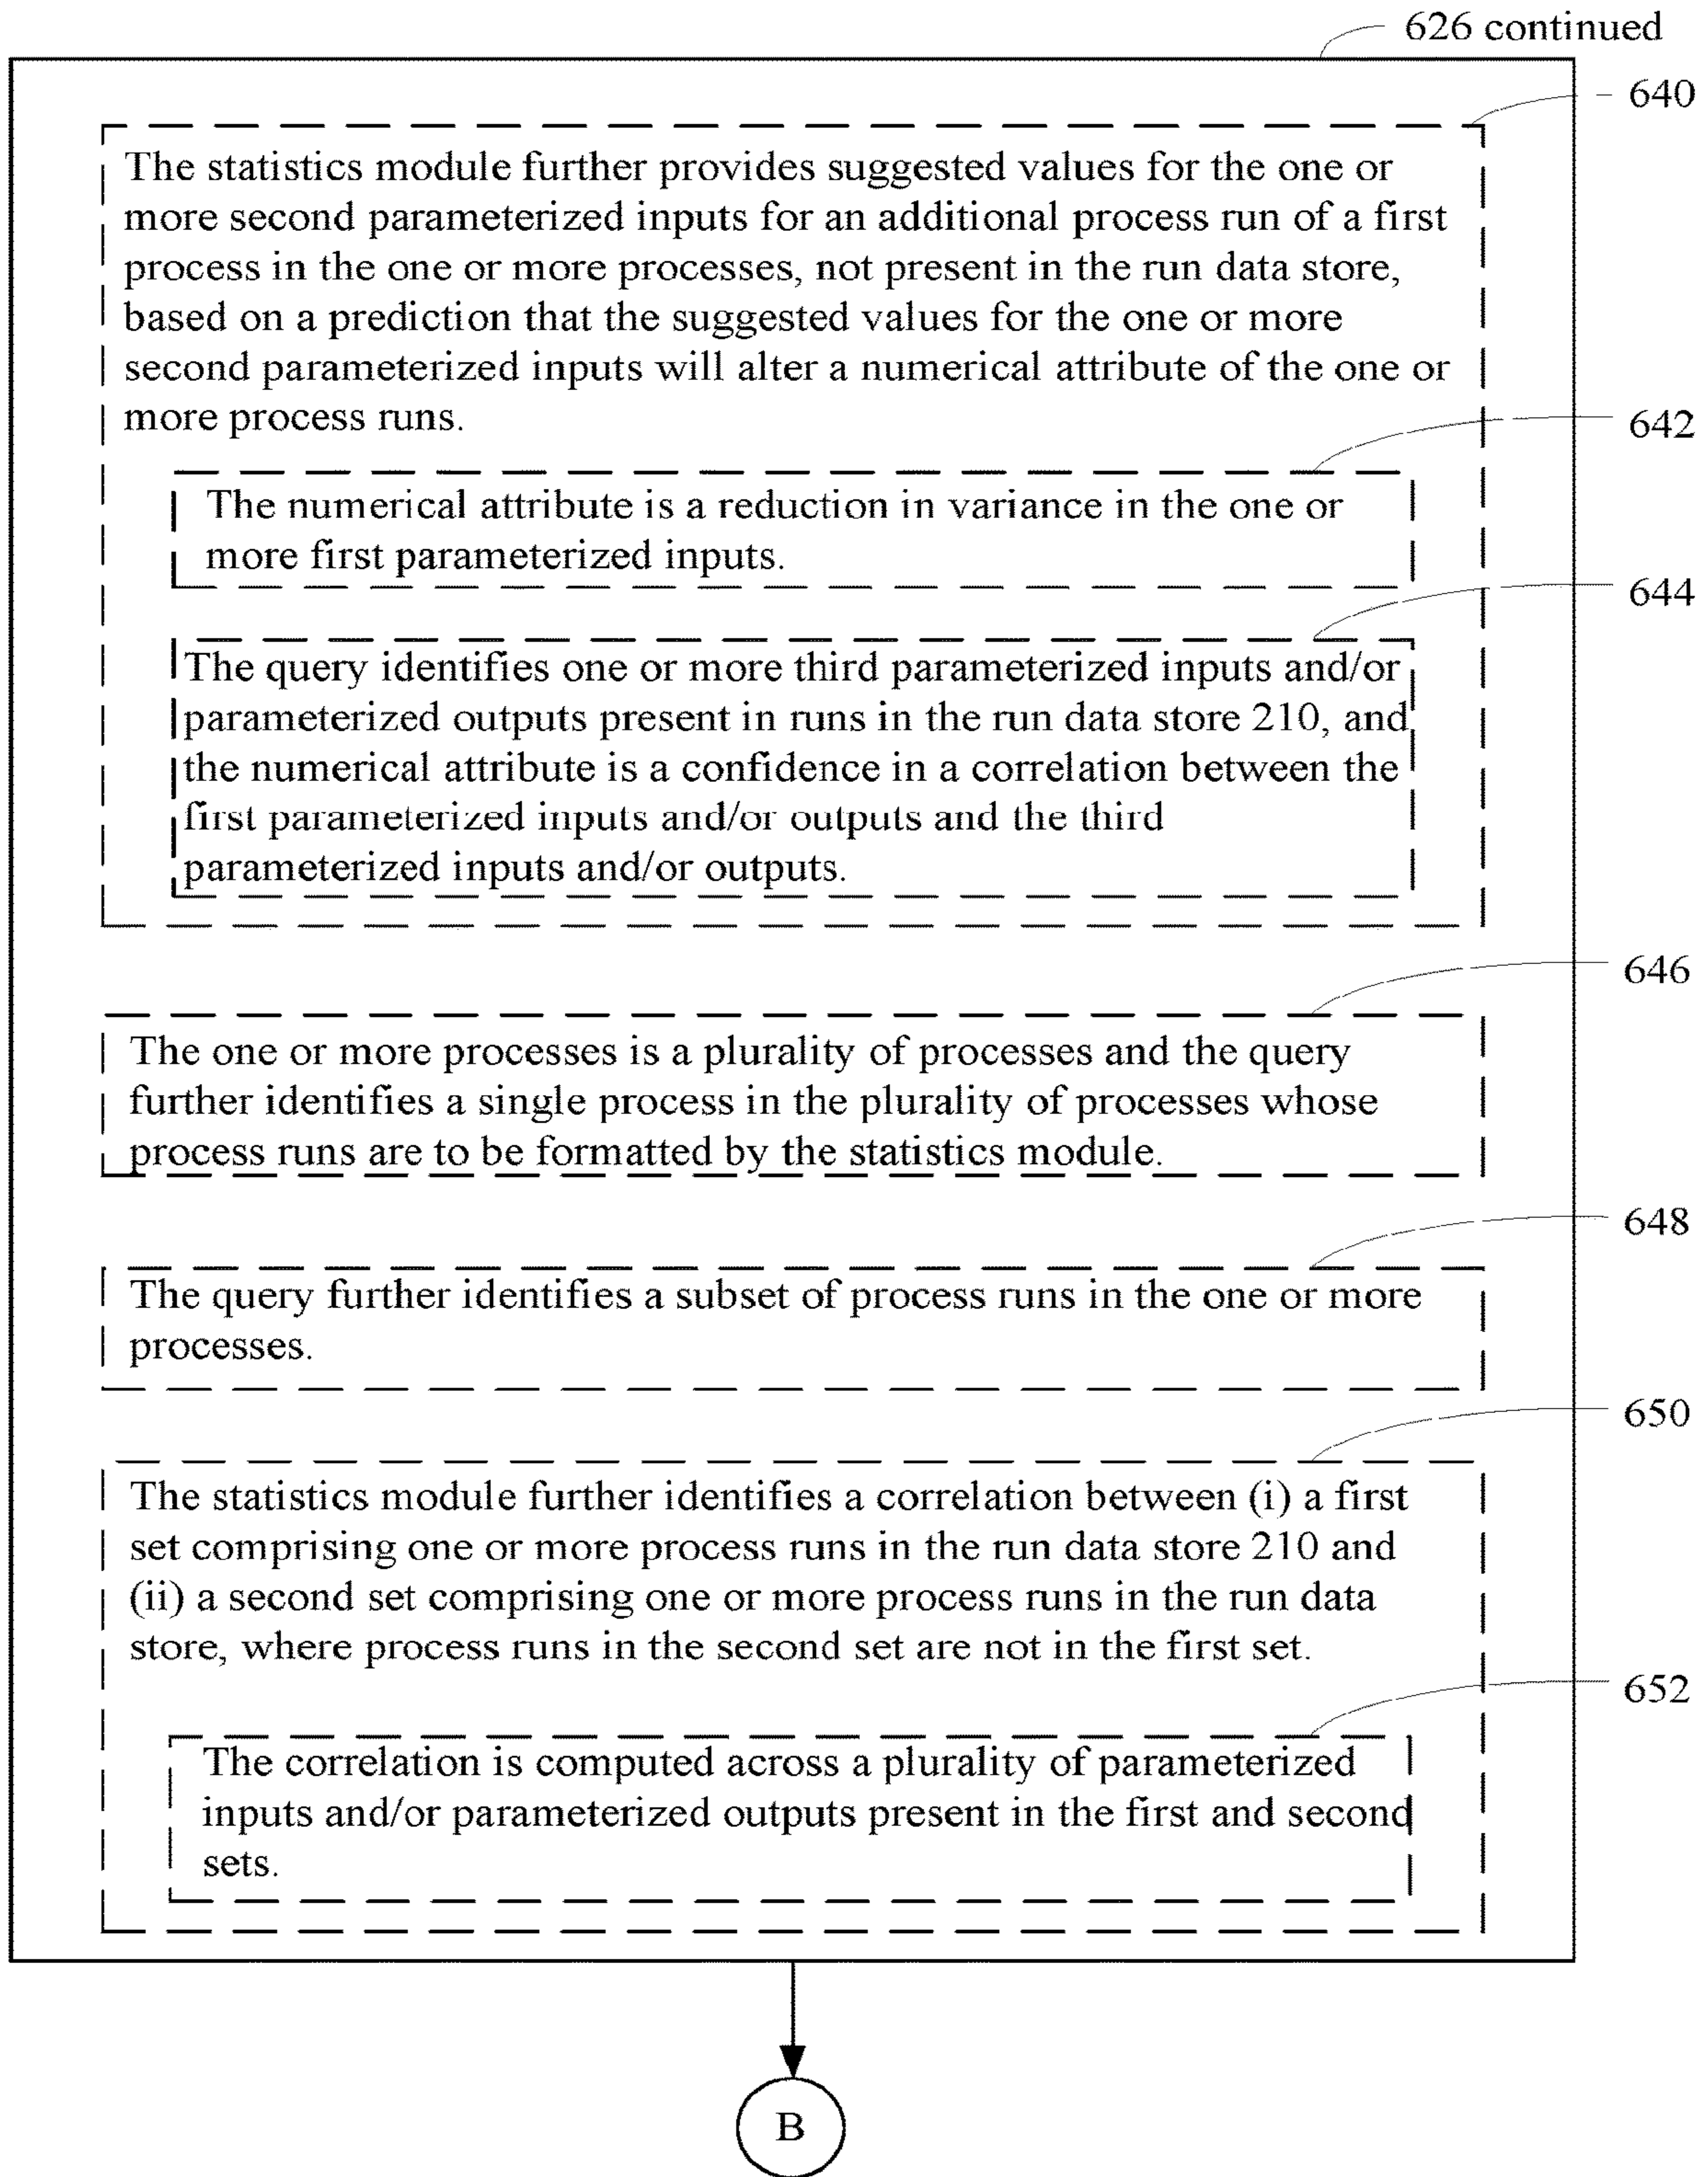 626 continued
640
The statistics module further provides suggested values for the one or
more second parameterized inputs for an additional process run of a first
process in the one or more processes, not present in the run data store,
based on a prediction that the suggested values for the one or more
second parameterized inputs will alter a numerical attribute of the one or
more process runs.
642
The numerical attribute is a reduction in variance in the one or
more first parameterized inputs.
644
The query identifies one or more third parameterized inputs and/or
parameterized outputs present in runs in the run data store 210, and
the numerical attribute is a confidence in a correlation between the
first parameterized inputs and/or outputs and the third
parameterized inputs and/or outputs.
646
The one or more processes is a plurality of processes and the query
further identifies a single process in the plurality of processes whose
process runs are to be formatted by the statistics module.
648
The query further identifies a subset of process runs in the one or more
processes.
650
The statistics module further identifies a correlation between (i) a first
set comprising one or more process runs in the run data store 210 and
(ii) a second set comprising one or more process runs in the run data
store, where process runs in the second set are not in the first set.
652
The correlation is computed across a plurality of parameterized
inputs and/or parameterized outputs present in the first and second
sets.
B